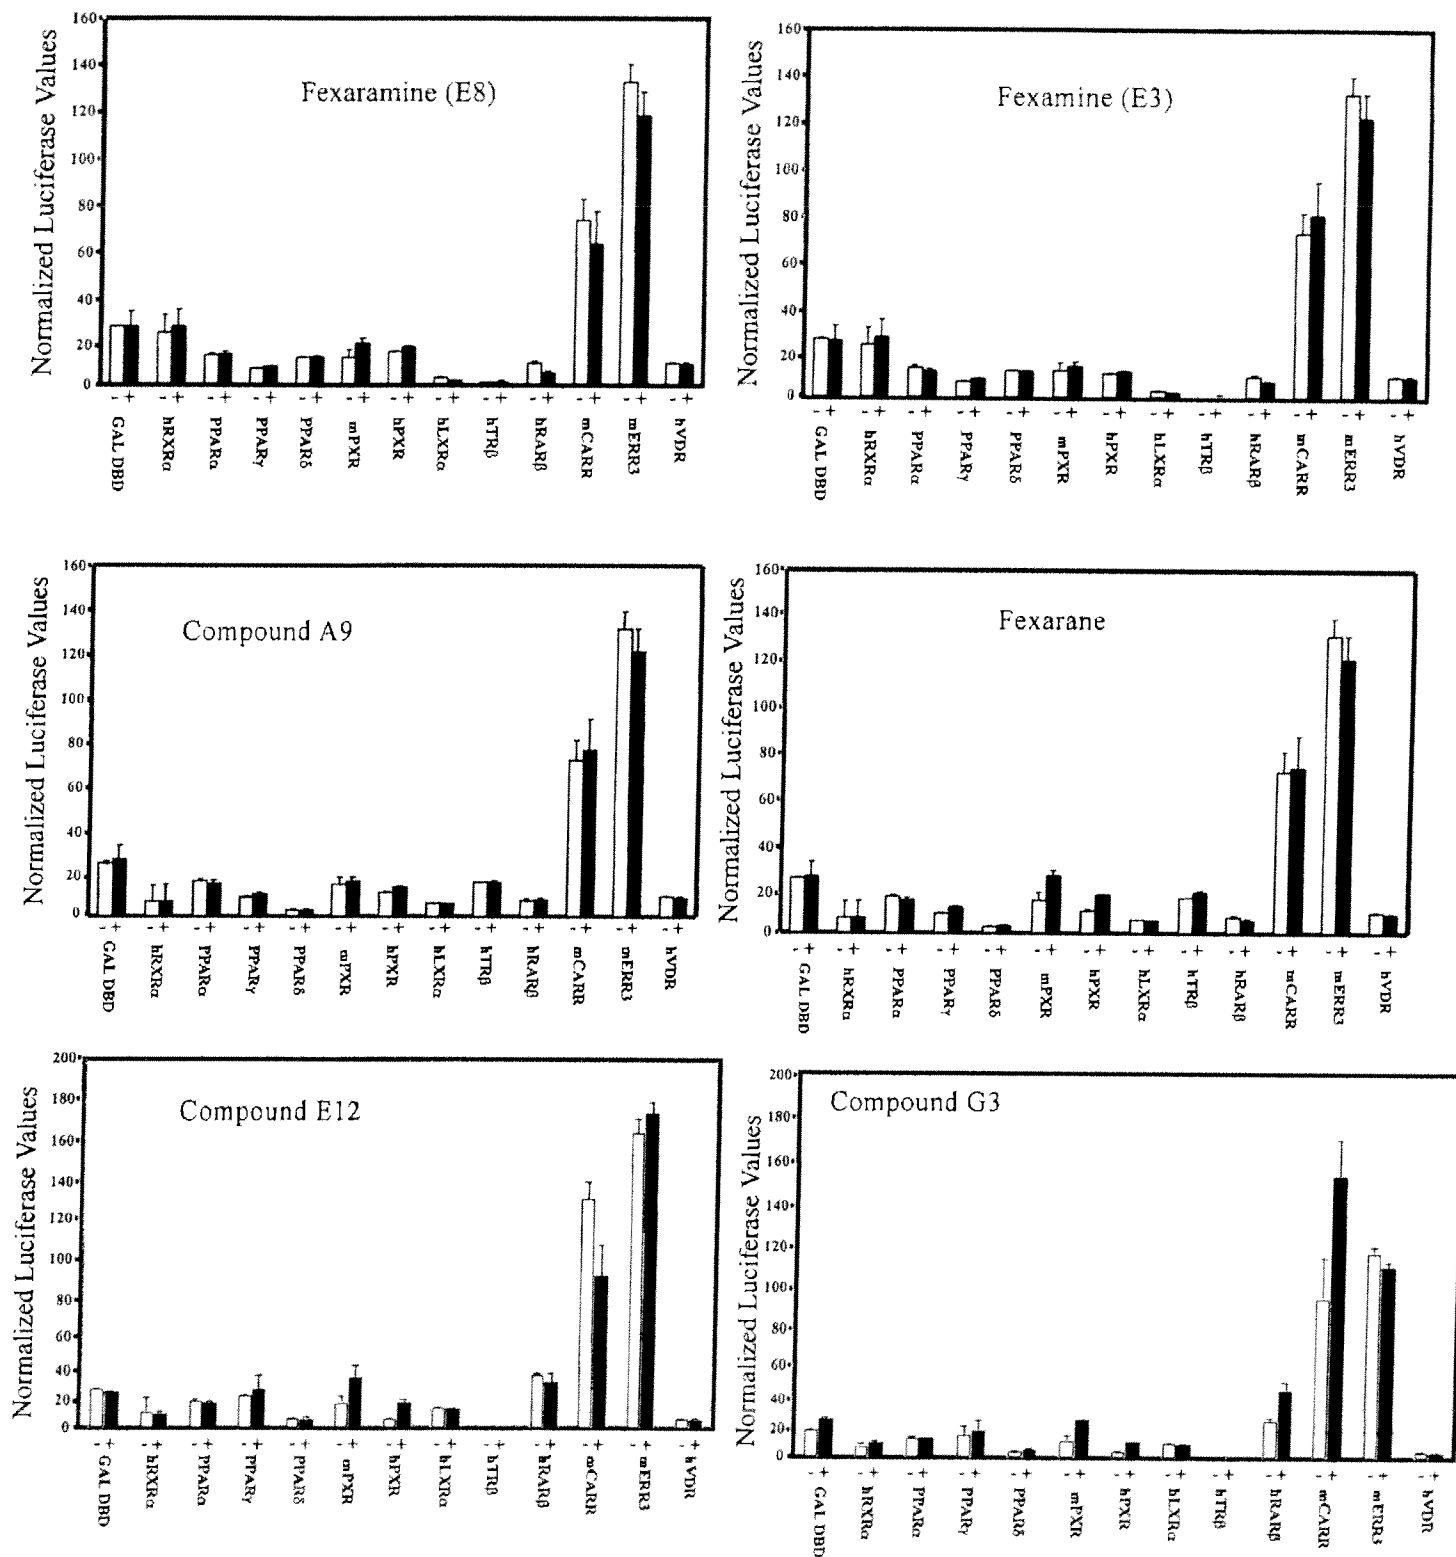 Normalized Luciferase Values
160
140
120
100
80
60
40
20
0
Fexaramine (E8)
- + - + - + - + - + - + - + - + - + - + - + - + - +
GAL DBD
hRXRα
PPARα
PPARγ
PPARδ
mPXR
hPXR
hLXRα
hTRβ
hRARβ
mCARR
mERR3
hVDR
Normalized Luciferase Values
160
140
120
100
80
60
40
20
0
Fexamine (E3)
- + - + - + - + - + - + - + - + - + - + - + - + - +
GAL DBD
hRXRα
PPARα
PPARγ
PPARδ
mPXR
hPXR
hLXRα
hTRβ
hRARβ
mCARR
mERR3
hVDR
Normalized Luciferase Values
160
140
120
100
80
60
40
20
0
Compound A9
- + - + - + - + - + - + - + - + - + - + - + - + - +
GAL DBD
hRXRα
PPARα
PPARγ
PPARδ
mPXR
hPXR
hLXRα
hTRβ
hRARβ
mCARR
mERR3
hVDR
Normalized Luciferase Values
160
140
120
100
80
60
40
20
0
Fexarane
- + - + - + - + - + - + - + - + - + - + - + - + - +
GAL DBD
hRXRα
PPARα
PPARγ
PPARδ
mPXR
hPXR
hLXRα
hTRβ
hRARβ
mCARR
mERR3
hVDR
Normalized Luciferase Values
200
180
160
140
120
100
80
60
40
20
0
Compound E12
- + - + - + - + - + - + - + - + - + - + - + - + - +
GAL DBD
hRXRα
PPARα
PPARγ
PPARδ
mPXR
hPXR
hLXRα
hTRβ
hRARβ
mCARR
mERR3
hVDR
Normalized Luciferase Values
200
180
160
140
120
100
80
60
40
20
0
Compound G3
- + - + - + - + - + - + - + - + - + - + - + - + - +
GAL DBD
hRXRα
PPARα
PPARγ
PPARδ
mPXR
hPXR
hLXRα
hTRβ
hRARβ
mCARR
mERR3
hVDR